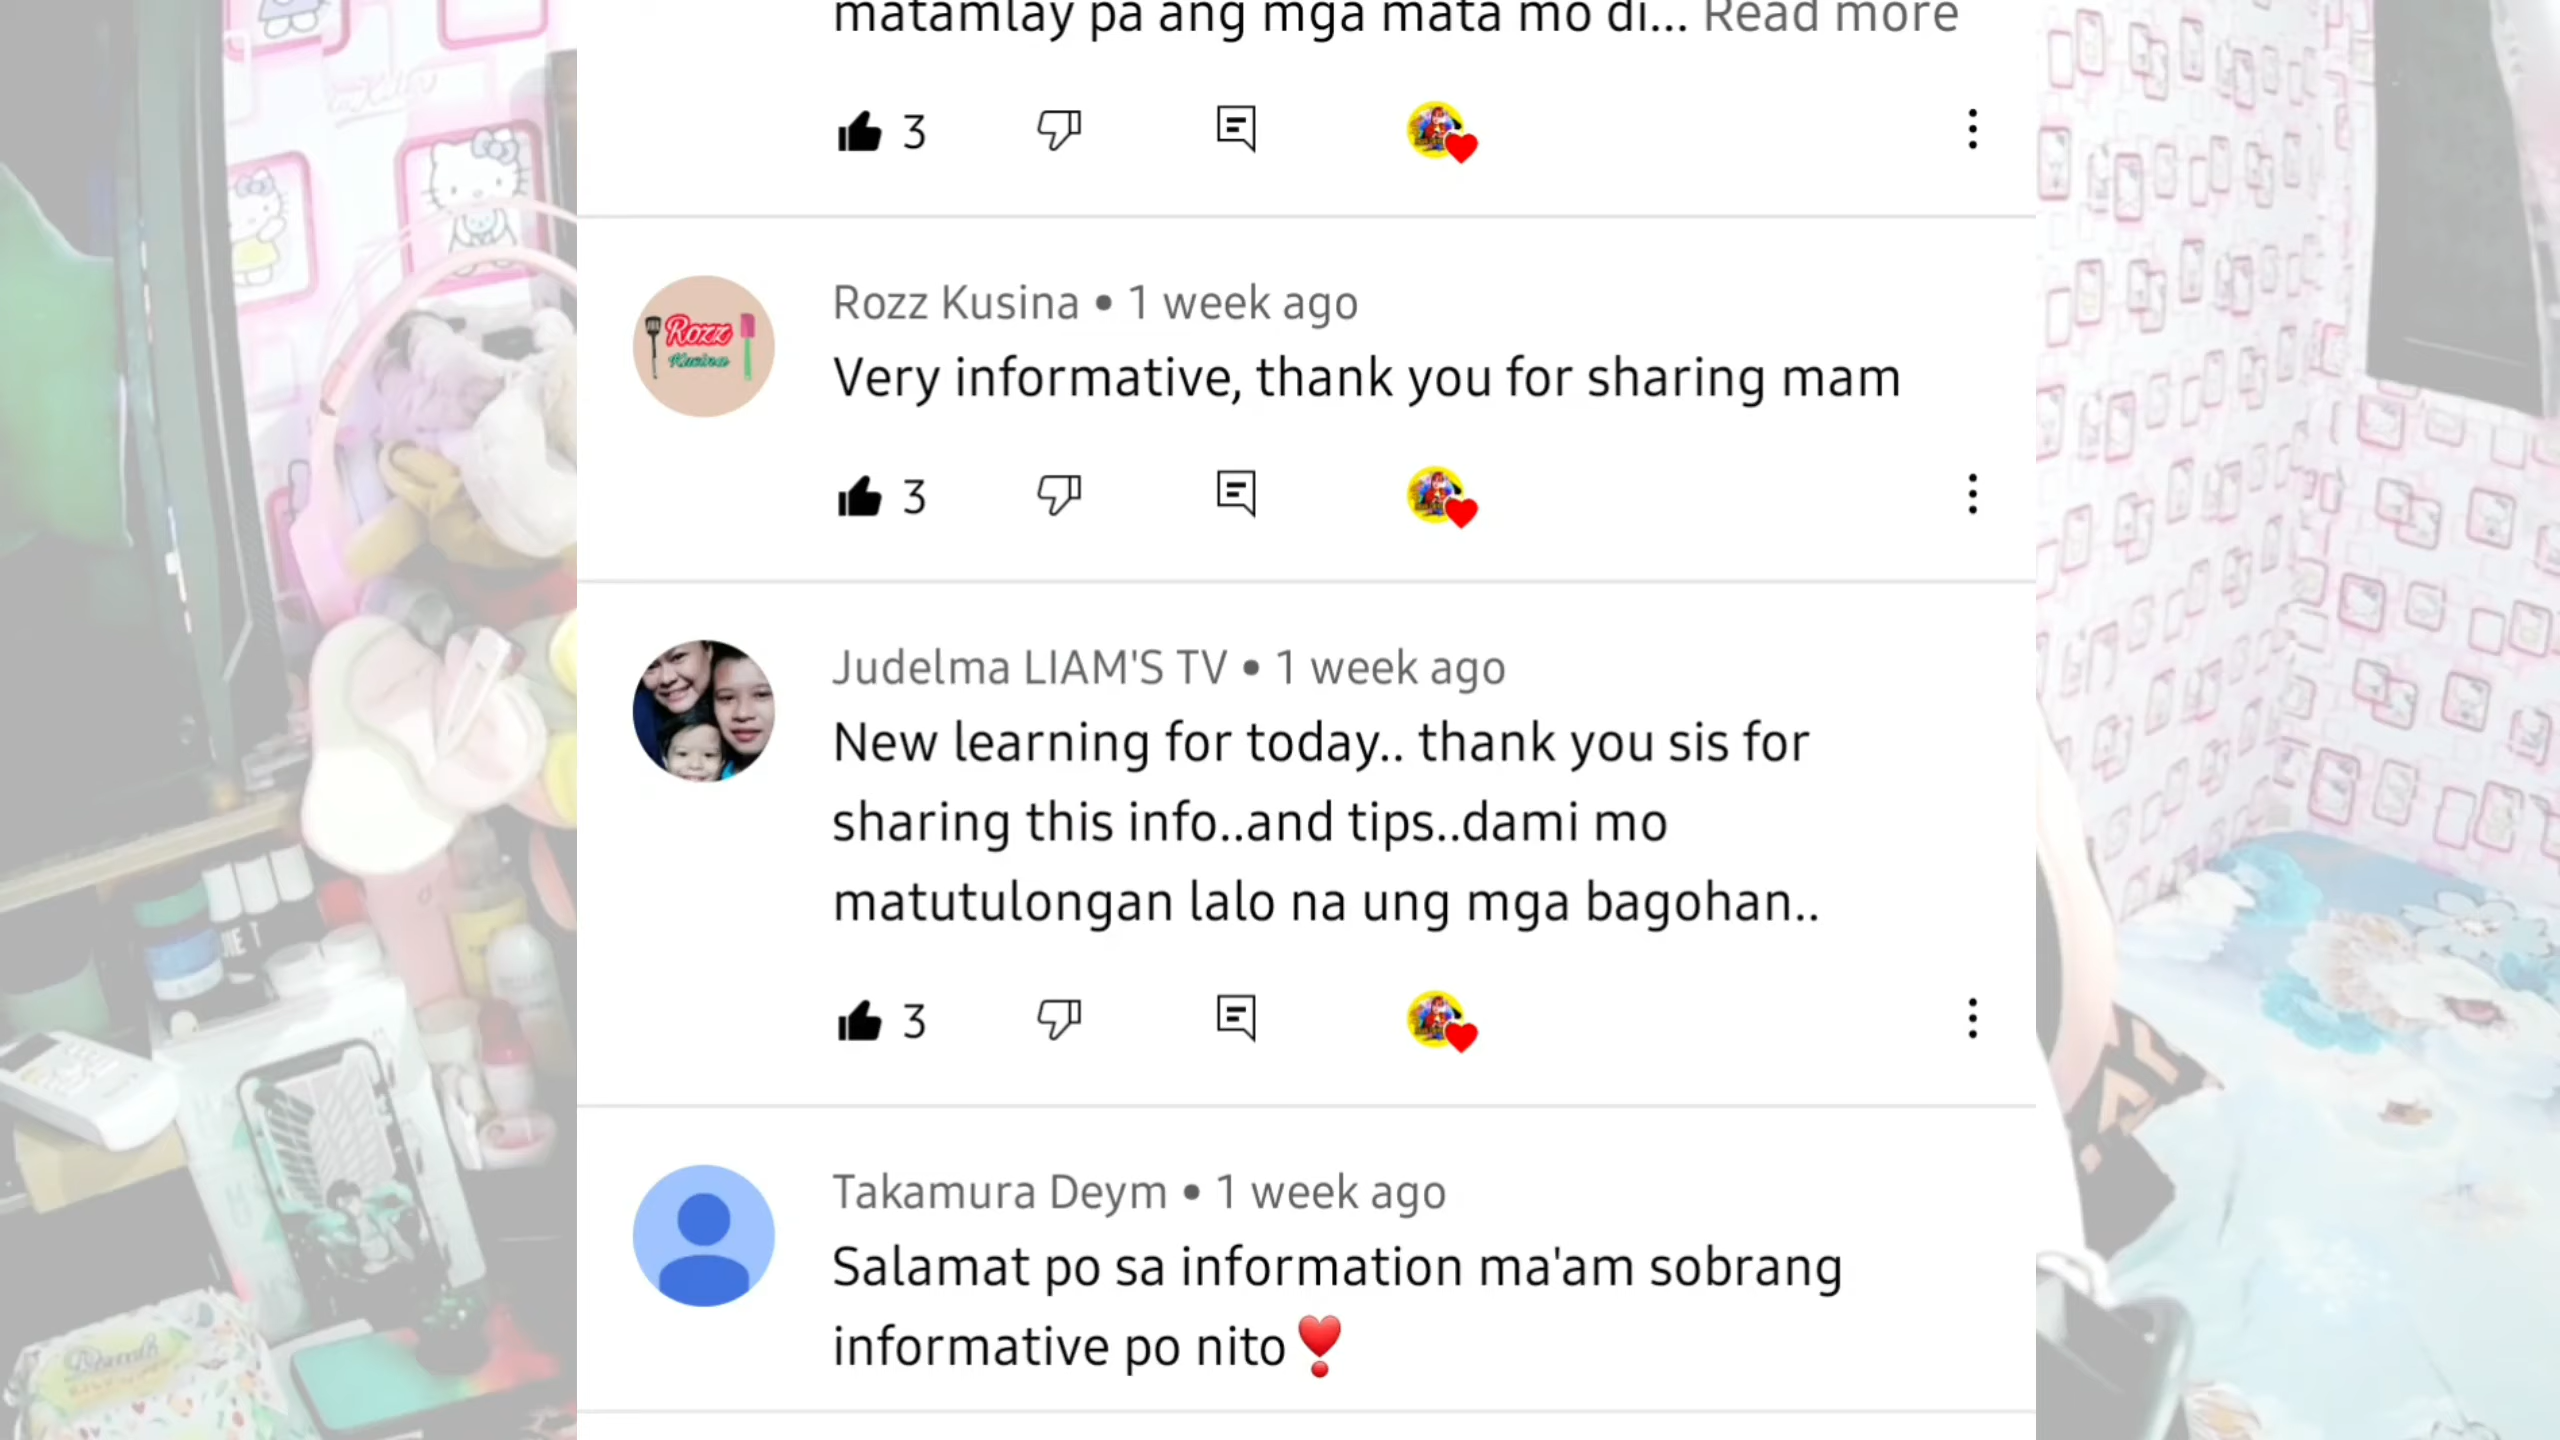 matamlay pa ang mga mata mo di... Read more
3
Rozz Kusina • 1 week ago
Rozz
Kusina
Very informative, thank you for sharing mam
3
Judelma LIAM'S TV • 1 week ago
New learning for today.. thank you sis for
sharing this info..and tips..dami mo
matutulongan lalo na ung mga bagohan..
3
Takamura Deym • 1 week ago
Salamat po sa information ma'am sobrang
informative po nito❣️